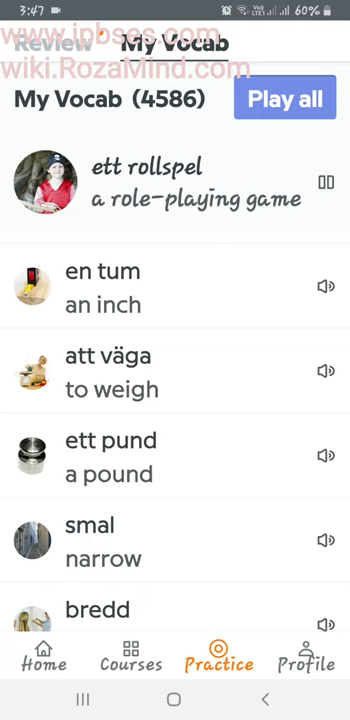 3:47
VoI
LTE1
60%
www.ipbses.com
Review
My Vocab
wiki.RozaMind.com
My Vocab (4586)
Play all
ett rollspel
a role-playing game
en tum
an inch
att väga
to weigh
ett pund
a pound
smal
narrow
bredd
Home
Courses
Practice
Profile